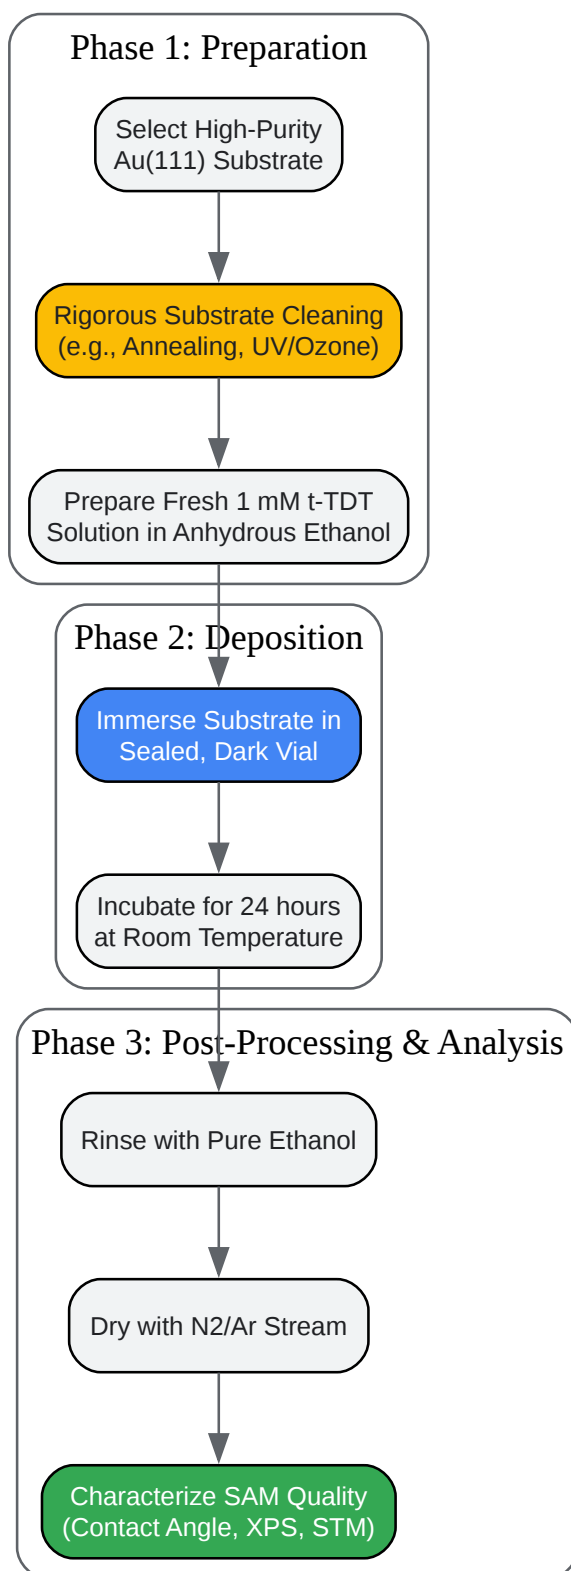 Phase 1: Preparation
Select High-Purity
Au(111) Substrate
Rigorous Substrate Cleaning
(e.g., Annealing, UV/Ozone)
Prepare Fresh 1 mM t-TDT
Solution in Anhydrous Ethanol
Phase 2: Deposition
Immerse Substrate in
Sealed, Dark Vial
Incubate for 24 hours
at Room Temperature
Phase 3: Post-Processing & Analysis
Rinse with Pure Ethanol
Dry with N2/Ar Stream
Characterize SAM Quality
(Contact Angle, XPS, STM)